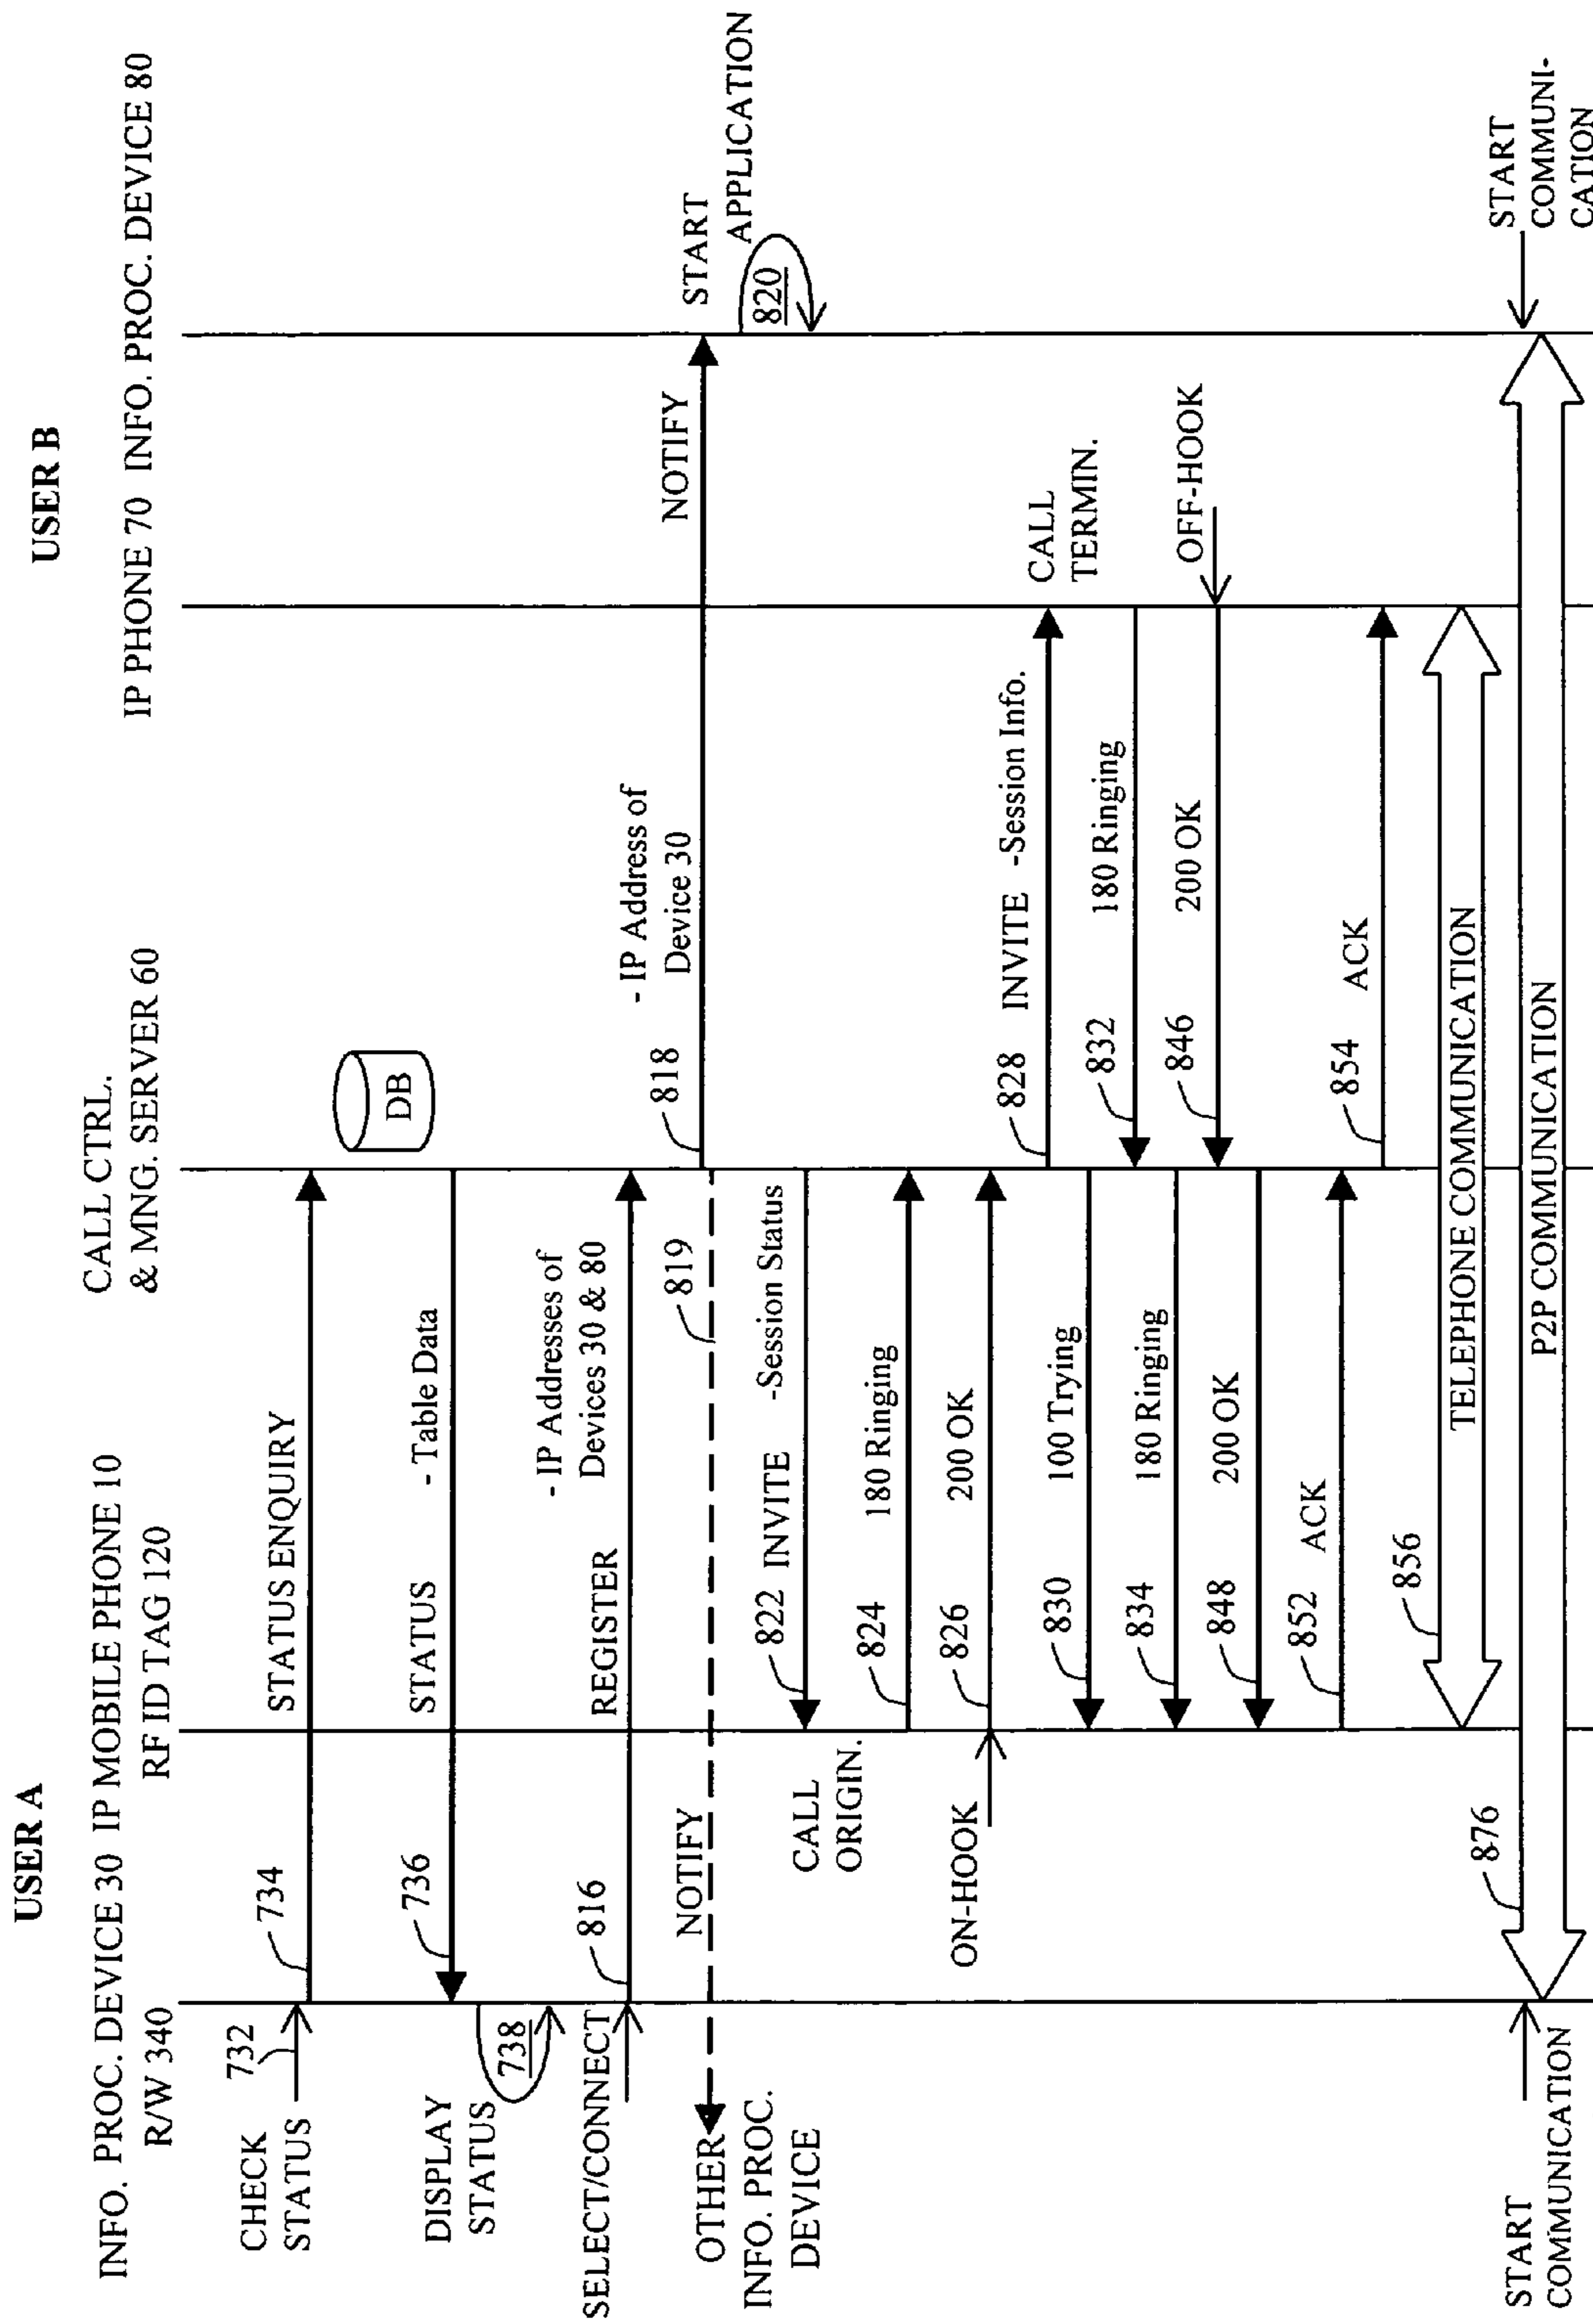 USER A
USER B
INFO. PROC. DEVICE 30
R/W 340
IP MOBILE PHONE 10
RF ID TAG 120
CALL CTRL.
& MNG. SERVER 60
IP PHONE 70
INFO. PROC. DEVICE 80
CHECK
STATUS
732
734
STATUS ENQUIRY
DB
DISPLAY
STATUS
738
736
STATUS
- Table Data
SELECT/CONNECT
816
REGISTER
- IP Addresses of
Devices 30 & 80
818
- IP Address of
Device 30
NOTIFY
START
APPLICATION
820
OTHER
INFO. PROC.
DEVICE
NOTIFY
819
CALL
ORIGIN.
822
INVITE
-Session Status
824
180 Ringing
ON-HOOK
826
200 OK
828
INVITE
-Session Info.
CALL
TERMIN.
830
100 Trying
832
180 Ringing
834
180 Ringing
846
200 OK
OFF-HOOK
848
200 OK
852
ACK
854
ACK
856
TELEPHONE COMMUNICATION
START
COMMUNICATION
876
P2P COMMUNICATION
START
COMMUNI-
CATION